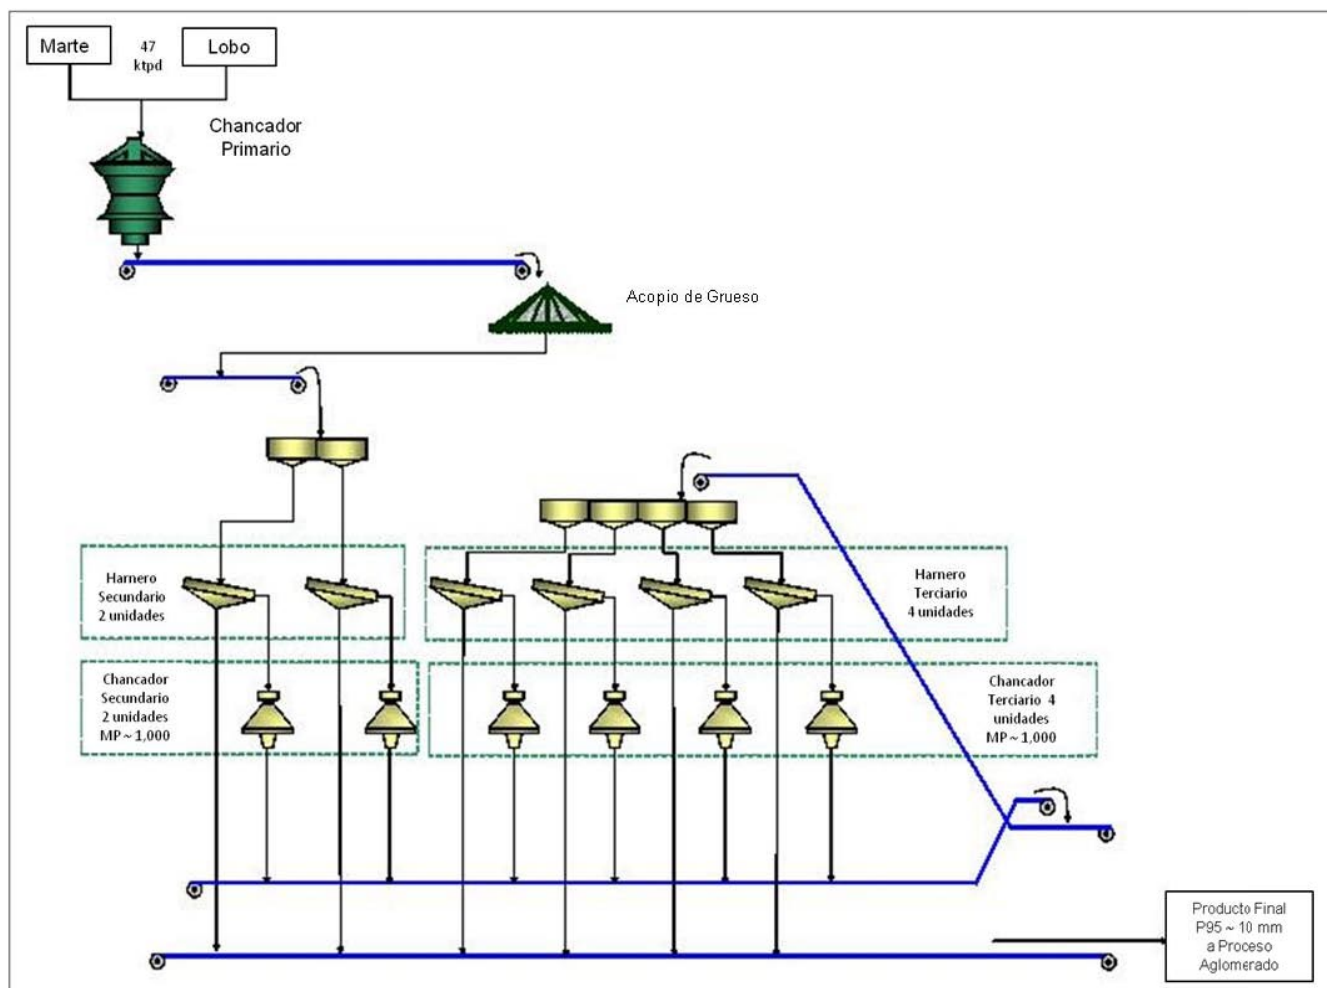 Marte
47
ktpd
Lobo
Chancador
Primario
Acopio de Grueso
Harnero
Secundario
2 unidades
Harnero
Terciario
4 unidades
Chancador
Secundario
2 unidades
MP ~ 1,000
Chancador
Terciario 4
unidades
MP ~ 1,000
Producto Final
P95 ~ 10 mm
a Proceso
Aglomerado